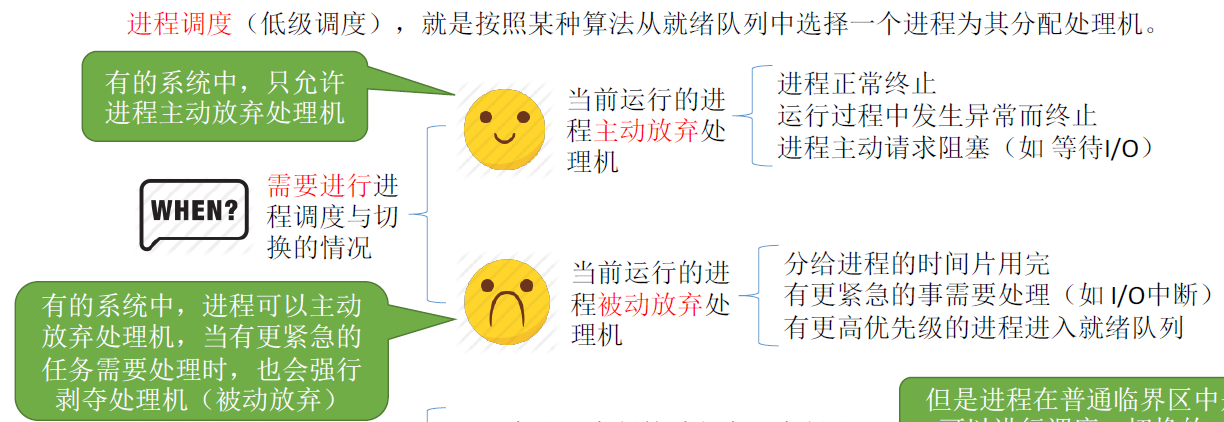 进程调度（低级调度），就是按照某种算法从就绪队列中选择一个进程为其分配处理机。
有的系统中，只允许
进程主动放弃处理机
当前运行的进
程主动放弃处
理机
进程正常终止
运行过程中发生异常而终止
进程主动请求阻塞（如 等待I/O）
WHEN?
需要进行进
程调度与切
换的情况
有的系统中，进程可以主动
放弃处理机，当有更紧急的
任务需要处理时，也会强行
剥夺处理机（被动放弃）
当前运行的进
程被动放弃处
理机
分给进程的时间片用完
有更紧急的事需要处理（如 I/O中断）
有更高优先级的进程进入就绪队列
但是进程在普通临界区中